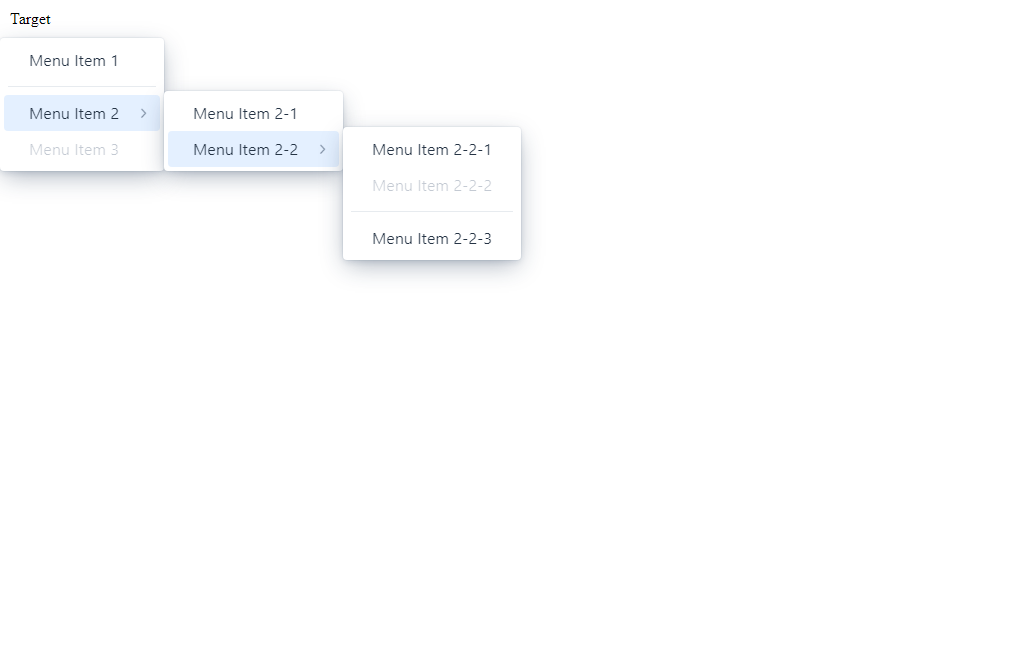 Target
Menu Item 1
Menu Item 2
Menu Item 3
Menu Item 2-1
Menu Item 2-2
Menu Item 2-2-1
Menu Item 2-2-2
Menu Item 2-2-3